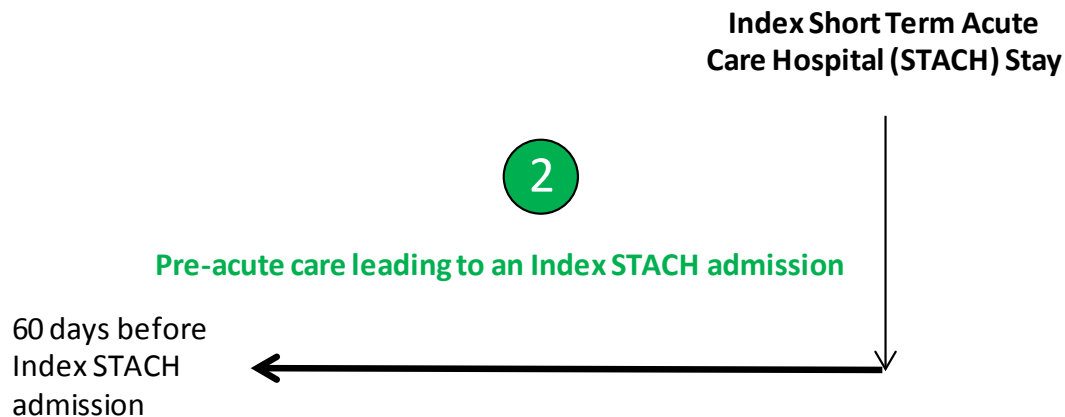 Index Short Term Acute
Care Hospital (STACH) Stay
2
Pre-acute care leading to an Index STACH admission
60 days before
Index STACH
admission